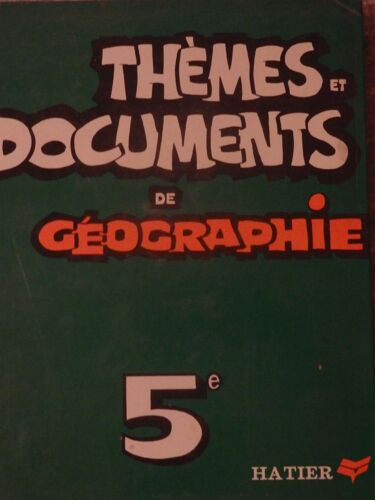 THÈMES ET
DOCUMENTS
DE
GÉOGRAPHIE
5e
HATIER